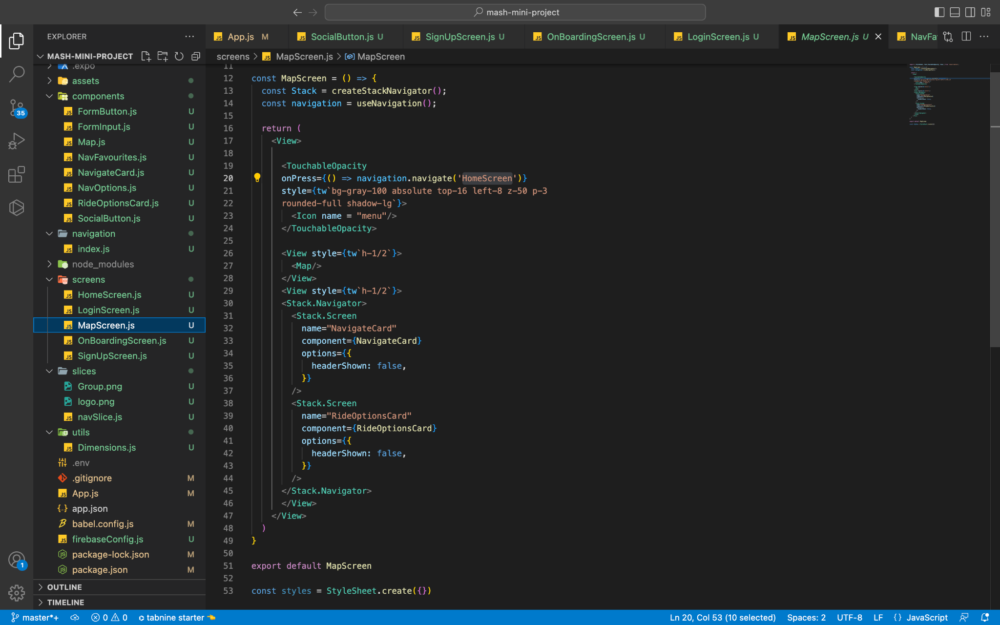 mash-mini-project
EXPLORER
App.js M
SocialButton.js U
SignUpScreen.js U
OnBoardingScreen.js U
LoginScreen.js U
MapScreen.js U
NavFa
MASH-MINI-PROJECT
screens > JS MapScreen.js > MapScreen
.expo
assets
components
FormButton.js U
FormInput.js U
Map.js U
NavFavourites.js U
NavigateCard.js U
NavOptions.js U
RideOptionsCard.js U
SocialButton.js U
navigation
index.js U
node_modules
screens
HomeScreen.js U
LoginScreen.js U
MapScreen.js U
OnBoardingScreen.js U
SignUpScreen.js U
slices
Group.png U
logo.png U
navSlice.js U
utils
Dimensions.js U
.env
.gitignore M
App.js M
app.json
babel.config.js M
firebaseConfig.js U
package-lock.json M
package.json M
OUTLINE
TIMELINE
35
1
11
12 const MapScreen = () => {
13 const Stack = createStackNavigator();
14 const navigation = useNavigation();
15
16 return (
17 <View>
18
19 <TouchableOpacity
20 onPress={() => navigation.navigate('HomeScreen')}
21 style={tw`bg-gray-100 absolute top-16 left-8 z-50 p-3
22 rounded-full shadow-lg`}>
23 <Icon name = "menu"/>
24 </TouchableOpacity>
25
26 <View style={tw`h-1/2`}>
27 <Map/>
28 </View>
29 <View style={tw`h-1/2`}>
30 <Stack.Navigator>
31 <Stack.Screen
32 name="NavigateCard"
33 component={NavigateCard}
34 options={{
35 headerShown: false,
36 }}
37 />
38 <Stack.Screen
39 name="RideOptionsCard"
40 component={RideOptionsCard}
41 options={{
42 headerShown: false,
43 }}
44 />
45 </Stack.Navigator>
46 </View>
47 </View>
48 )
49 }
50
51 export default MapScreen
52
53 const styles = StyleSheet.create({})
master*+
0 0
tabnine starter
Ln 20, Col 53 (10 selected)
Spaces: 2
UTF-8
LF
{} JavaScript